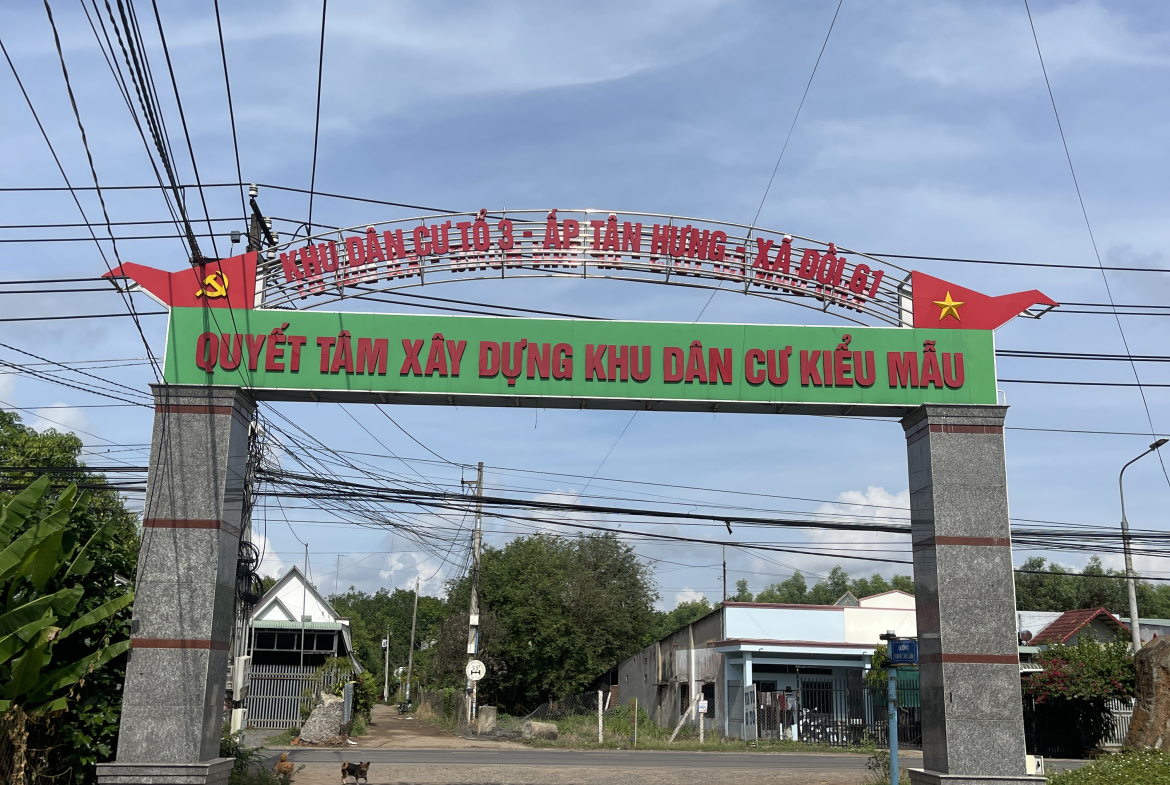 KHU DÂN CƯ TỔ 3 - ẤP TÂN HƯNG - XÃ ĐỒI 61
QUYẾT TÂM XÂY DỰNG KHU DÂN CƯ KIỂU MẪU
ĐƯỜNG